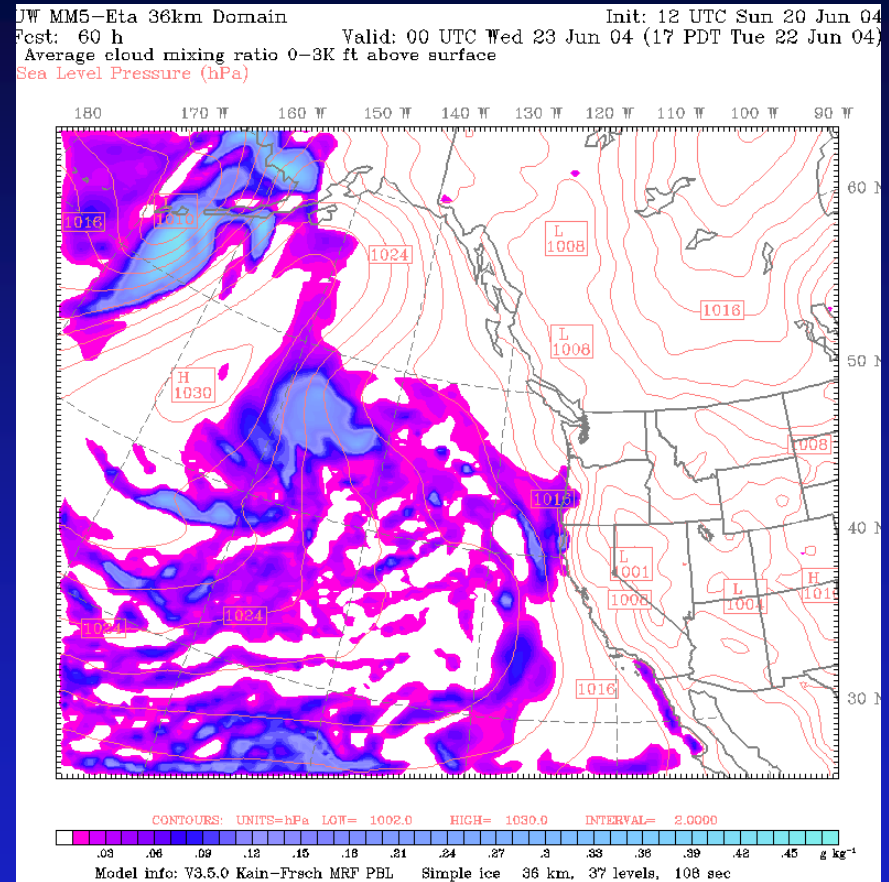 UW MM5-Eta 36km Domain Init: 12 UTC Sun 20 Jun 04
Fcst: 60 h Valid: 00 UTC Wed 23 Jun 04 (17 PDT Tue 22 Jun 04)
Average cloud mixing ratio 0-3K ft above surface
Sea Level Pressure (hPa)
180 170 W 160 W 150 W 140 W 130 W 120 W 110 W 100 W 90 W
60 N
1016
L
1008
1024
1016
L
1008
50 N
H
1030
1008
1016
40 N
L
1001
1008
L
1004
H
1024
1024
1016
30 N
CONTOURS: UNITS=hPa LOW= 1002.0 HIGH= 1030.0 INTERVAL= 2.0000
.03 .06 .09 .12 .15 .18 .21 .24 .27 .3 .33 .36 .39 .42 .45 g kg-1
Model info: V3.5.0 Kain-Frsch MRF PBL Simple ice 36 km, 37 levels, 108 sec